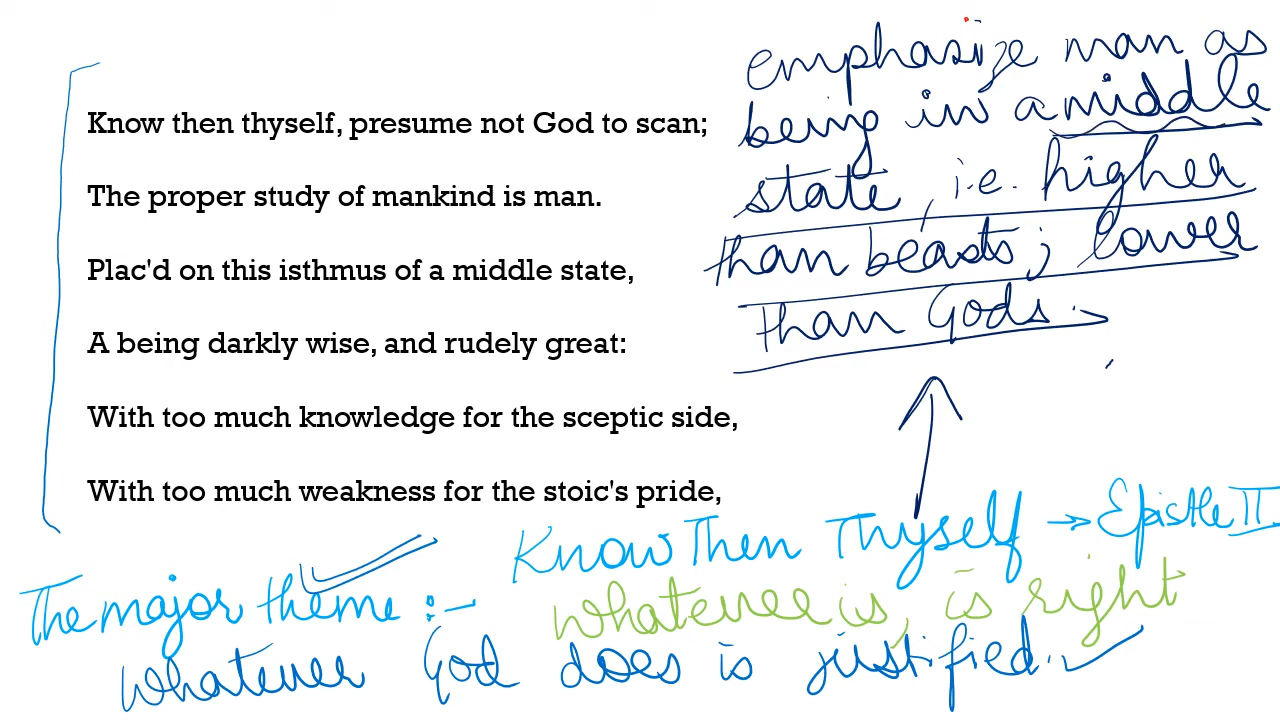 Know then thyself, presume not God to scan;
The proper study of mankind is man.
Plac'd on this isthmus of a middle state,
A being darkly wise, and rudely great:
With too much knowledge for the sceptic side,
With too much weakness for the stoic's pride,
emphasize man as
being in a middle
state, i.e. higher
than beasts; lower
than Gods.
Know Then Thyself → Epistle II
The major theme :- whatever is, is right
whatever God does is justified.